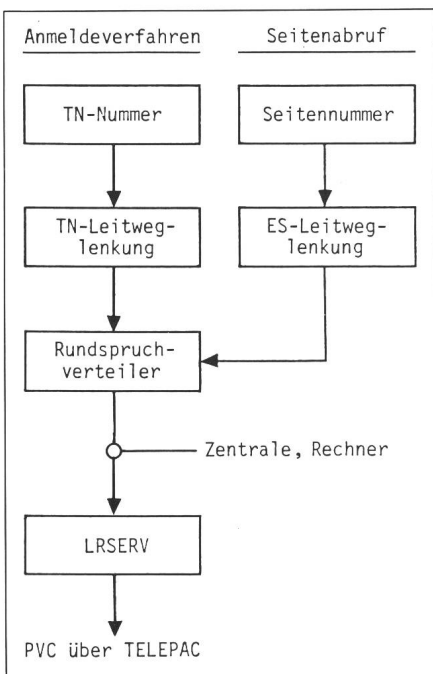 Anmeldeverfahren
Seitenabruf
TN-Nummer
Seitennummer
TN-Leitweg-
lenkung
ES-Leitweg-
lenkung
Rundspruch-
verteiler
Zentrale, Rechner
LRSERV
PVC über TELEPAC